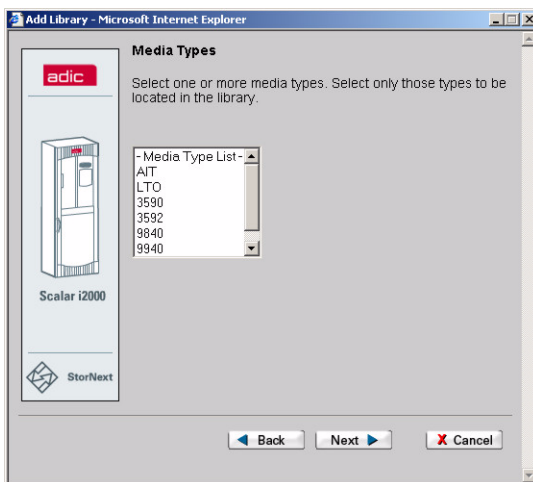 Add Library - Microsoft Internet Explorer
adic
Scalar i2000
StorNext
Media Types
Select one or more media types. Select only those types to be
located in the library.
- Media Type List -
AIT
LTO
3590
3592
9840
9940
Back
Next
X Cancel